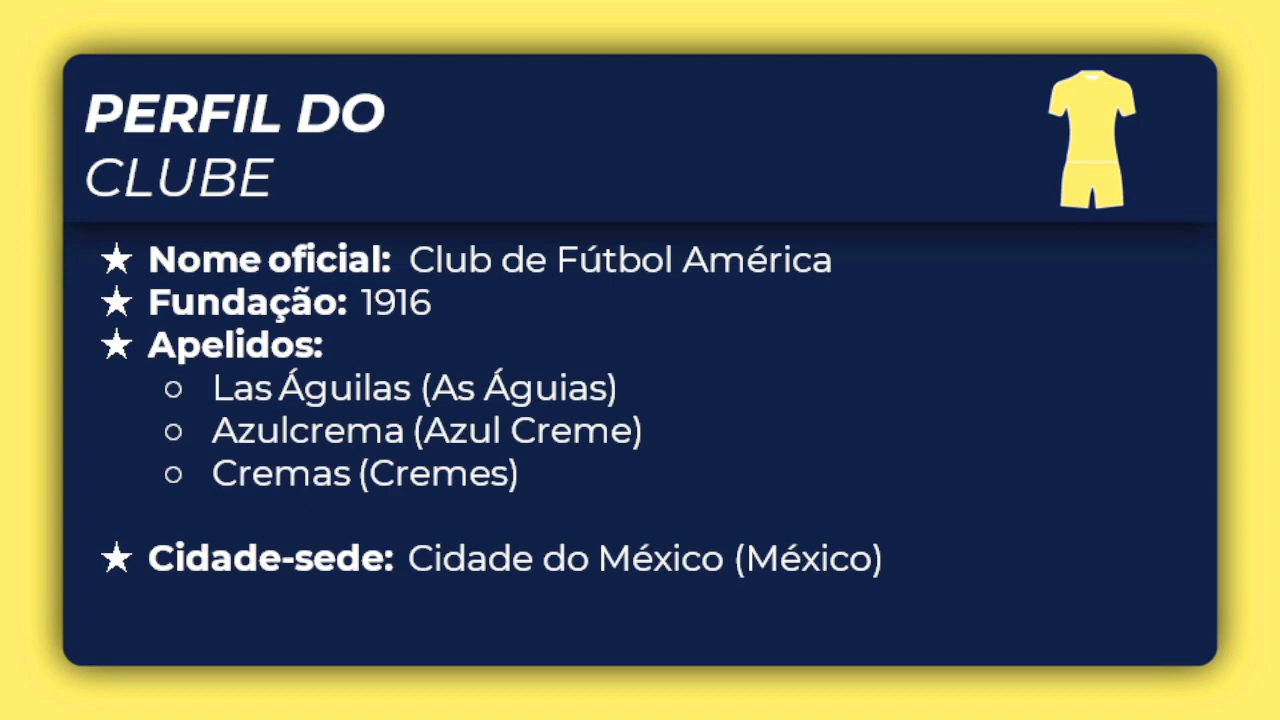 PERFIL DO
CLUBE
★ Nome oficial: Club de Fútbol América
★ Fundação: 1916
★ Apelidos:
○ Las Águilas (As Águias)
○ Azulcrema (Azul Creme)
○ Cremas (Cremes)
★ Cidade-sede: Cidade do México (México)